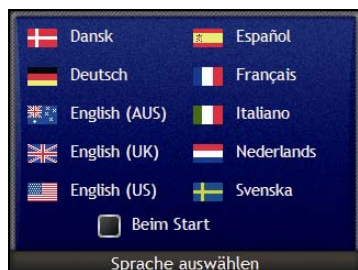 Dansk
Español
Deutsch
Français
English (AUS)
Italiano
English (UK)
Nederlands
English (US)
Svenska
Beim Start
Sprache auswählen